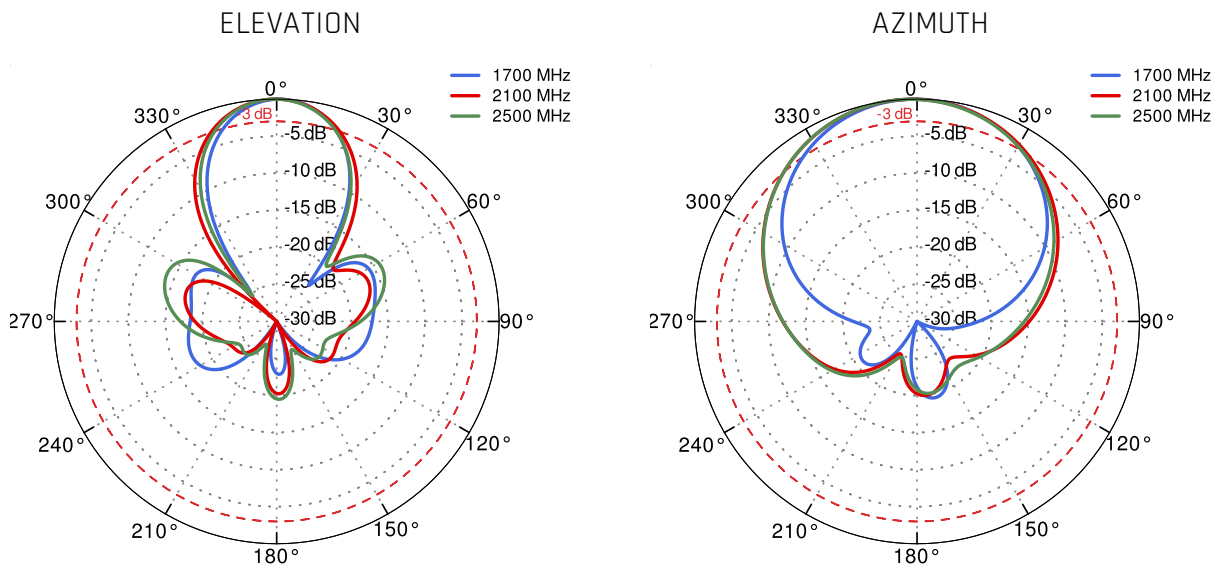 ELEVATION
1700 MHz
2100 MHz
2500 MHz
0°
330°
-3 dB
30°
-5 dB
-10 dB
300°
60°
-15 dB
-20 dB
-25 dB
270°
-30 dB
90°
240°
120°
210°
150°
180°
AZIMUTH
1700 MHz
2100 MHz
2500 MHz
0°
330°
-3 dB
30°
-5 dB
-10 dB
300°
60°
-15 dB
-20 dB
-25 dB
270°
-30 dB
90°
240°
120°
210°
150°
180°